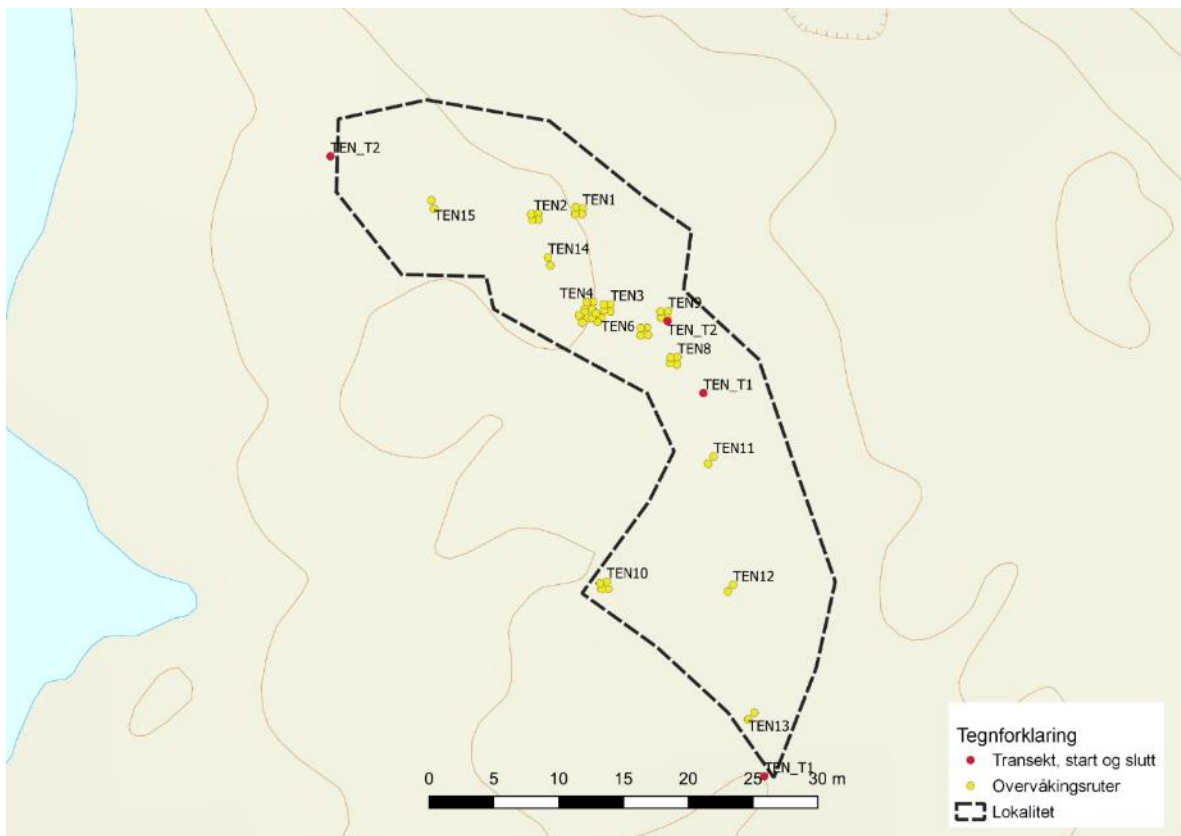 TEN_T2
TEN15
TEN2
TEN1
TEN14
TEN4
TEN3
TEN9
TEN6
TEN_T2
TEN8
TEN_T1
TEN11
TEN10
TEN12
TEN13
TEN_T1
0 5 10 15 20 25 30 m
Tegnforklaring
Transekt, start og slutt
Overvåkingsruter
Lokalitet